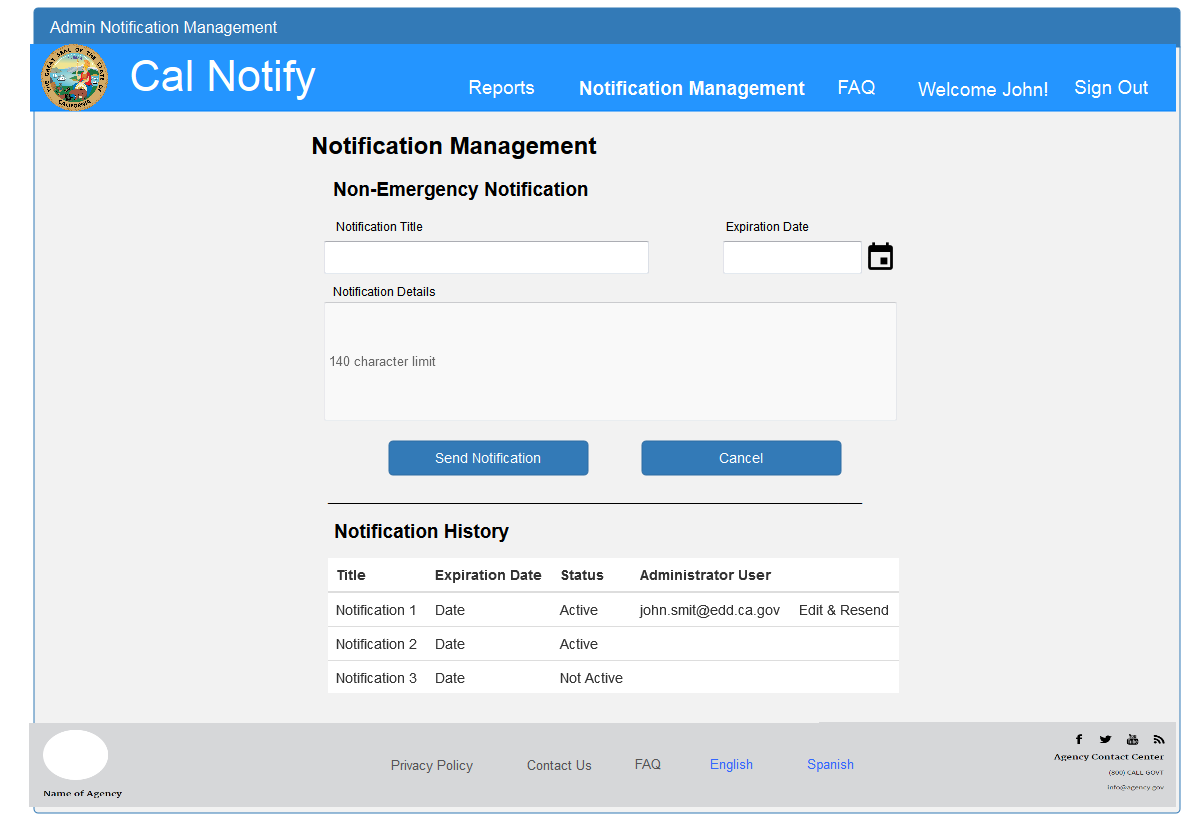 Admin Notification Management
THE GREAT SEAL OF THE STATE OF CALIFORNIA
Cal Notify
Reports
Notification Management
FAQ
Welcome John!
Sign Out
Notification Management
Non-Emergency Notification
Notification Title
Expiration Date
Notification Details
140 character limit
Send Notification
Cancel
Notification History
Title Expiration Date Status Administrator User
Notification 1 Date Active john.smit@edd.ca.gov Edit & Resend
Notification 2 Date Active
Notification 3 Date Not Active
Name of Agency
Privacy Policy
Contact Us
FAQ
English
Spanish
Agency Contact Center
(800) CALL GOVT
info@agency.gov